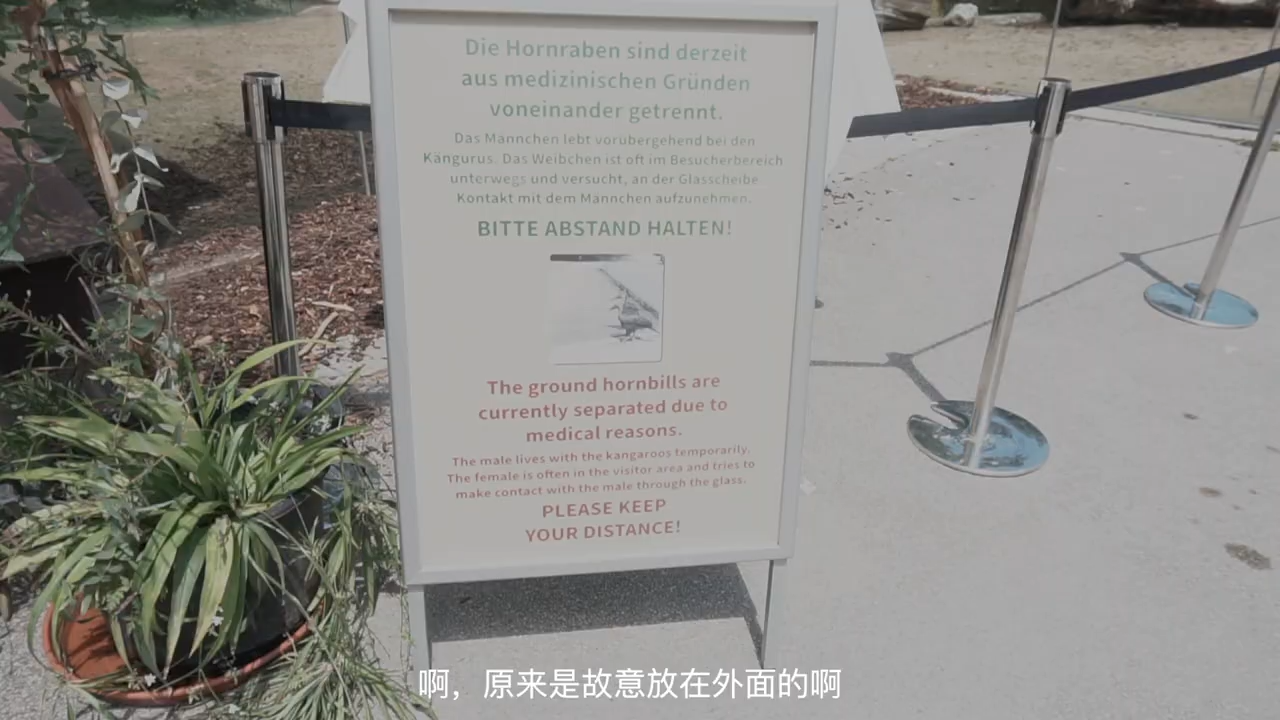 Die Hornraben sind derzeit
aus medizinischen Gründen
voneinander getrennt.
Das Männchen lebt vorübergehend bei den
Kängurus. Das Weibchen ist oft im Besucherbereich
unterwegs und versucht, an der Glasscheibe
Kontakt mit dem Männchen aufzunehmen.
BITTE ABSTAND HALTEN!
The ground hornbills are
currently separated due to
medical reasons.
The male lives with the kangaroos temporarily.
The female is often in the visitor area and tries to
make contact with the male through the glass.
PLEASE KEEP
YOUR DISTANCE!
啊，原来是故意放在外面的啊